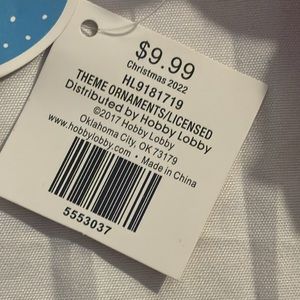 $9.99
Christmas 2022
HL9181719
THEME ORNAMENTS/LICENSED
Distributed by Hobby Lobby
©2017 Hobby Lobby
Oklahoma City, OK 73179
www.hobbylobby.com • Made in China
5553037